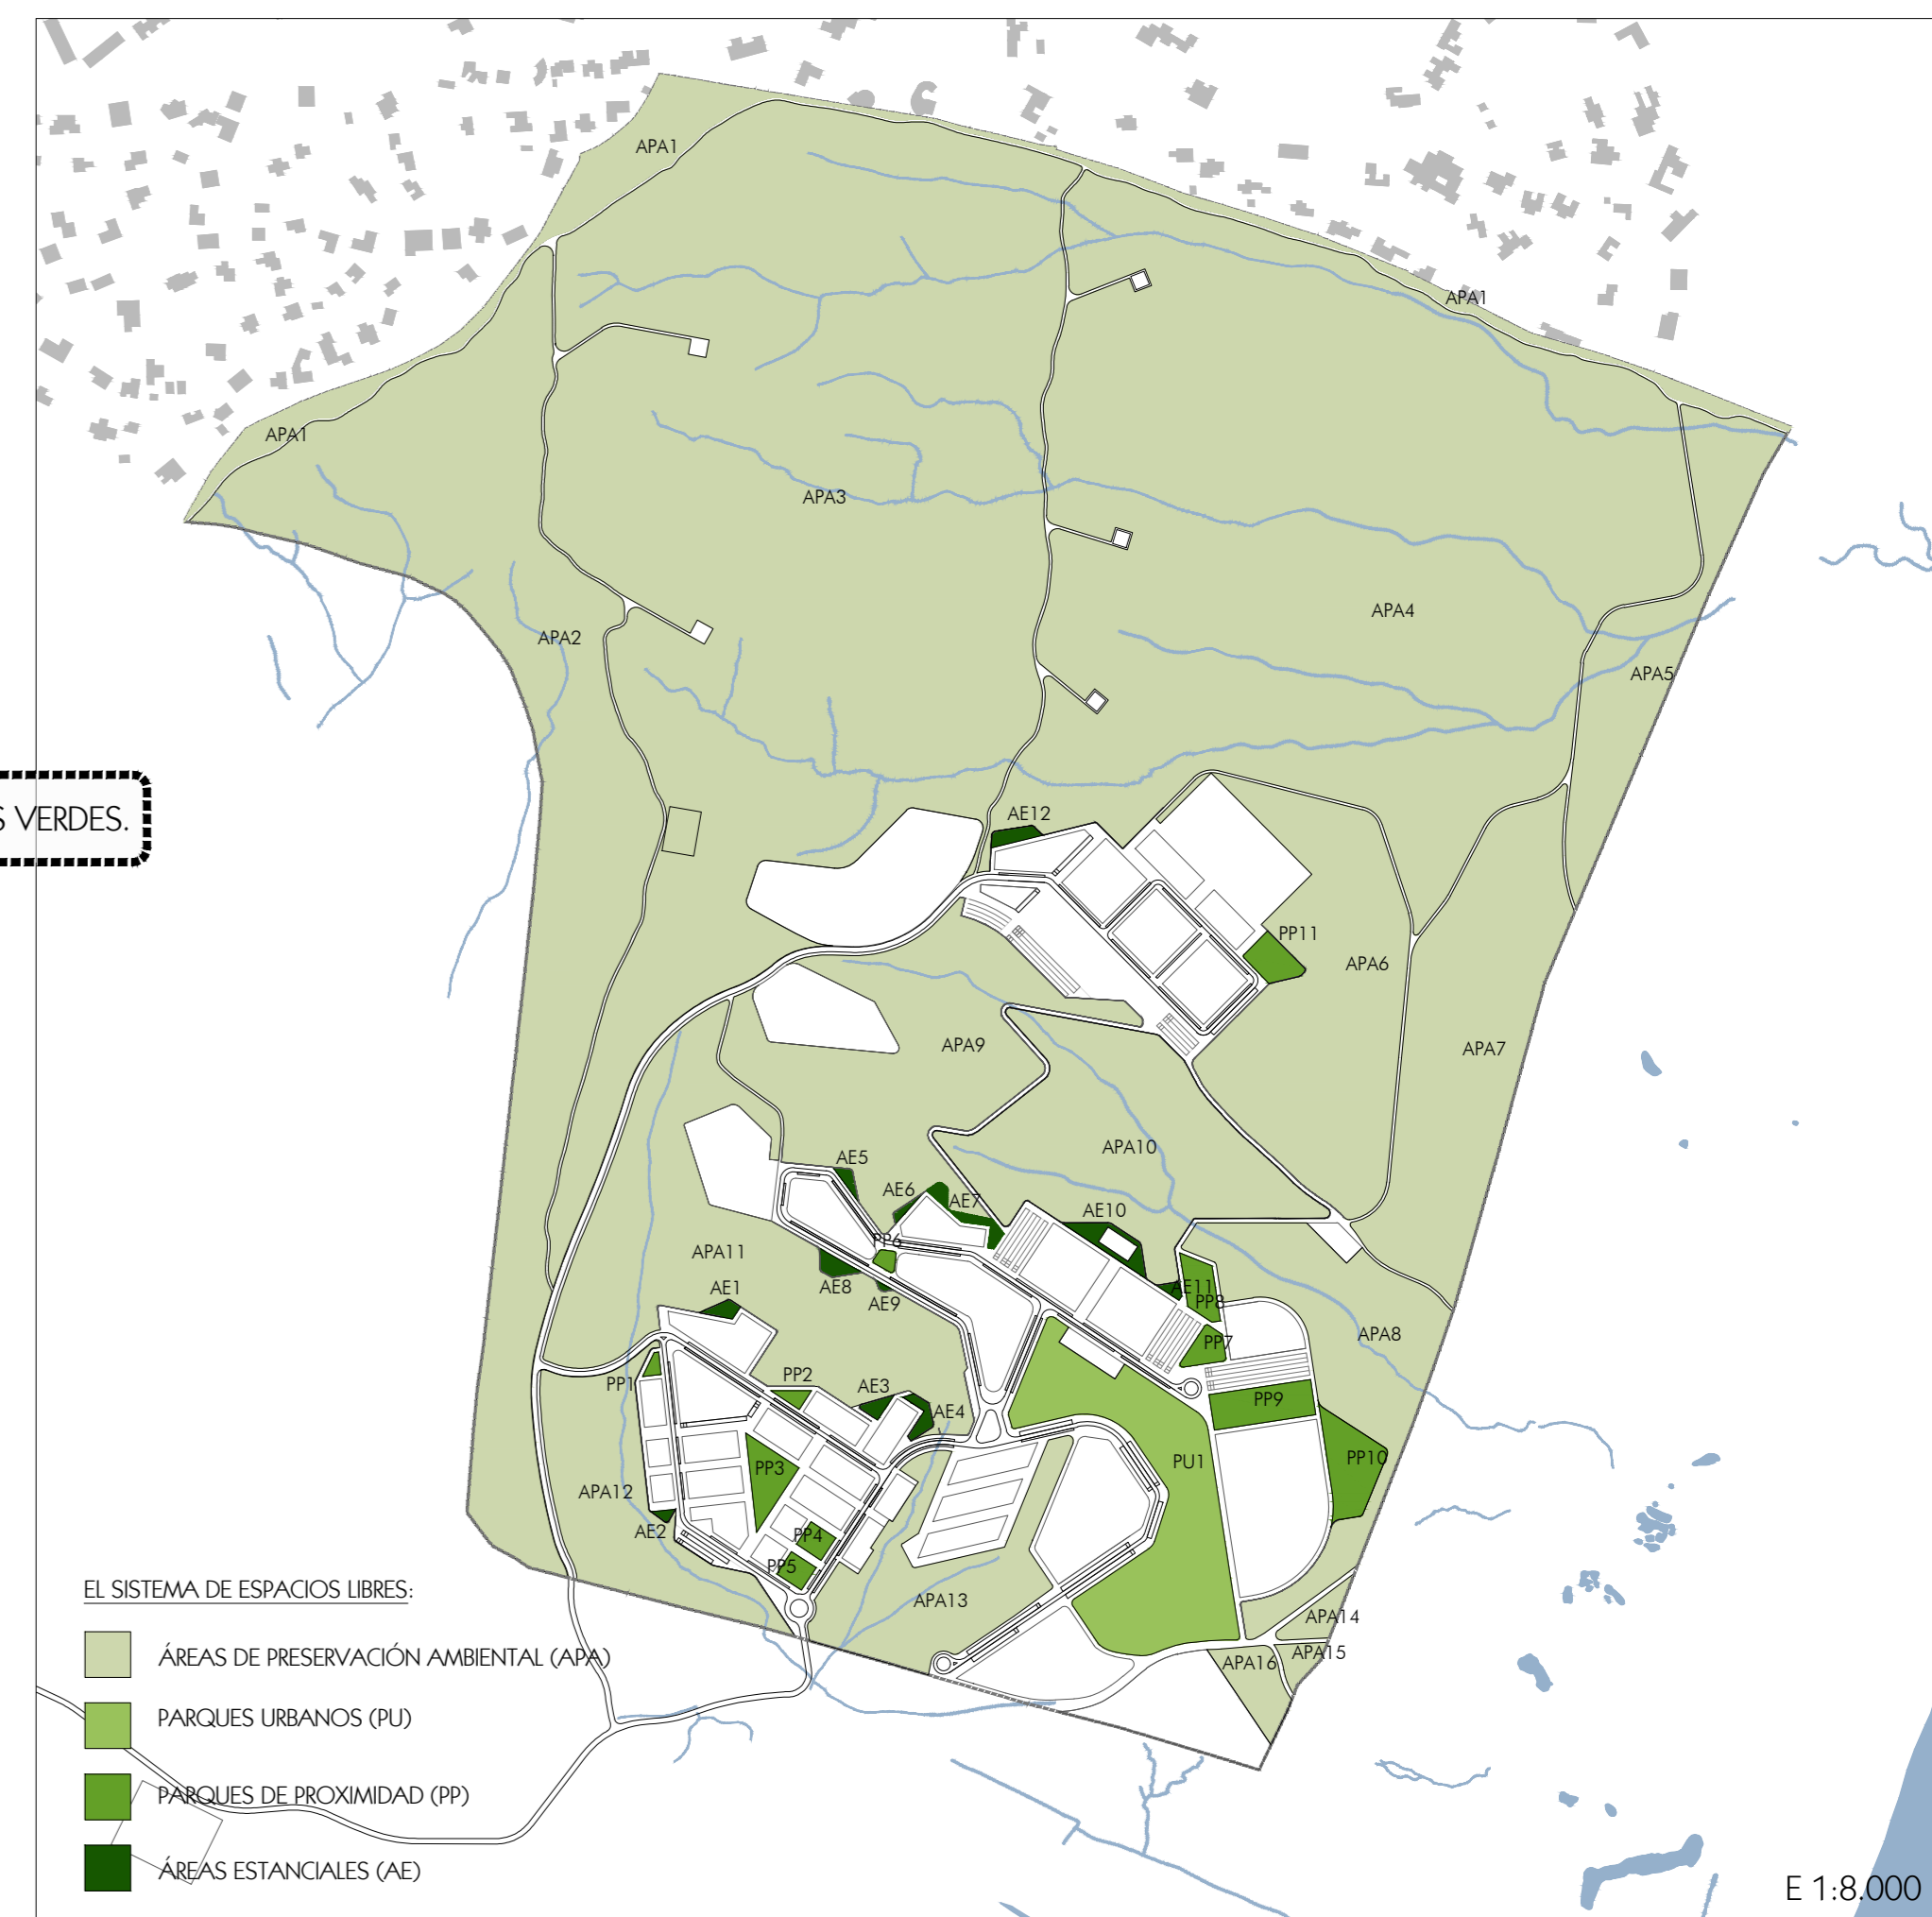 APA1
APA1
APA1
APA3
APA4
APA2
APA5
S VERDES.
AE12
PP11
APA6
APA9
APA7
APA10
AE5
AE6
AE7
AE10
PP6
APA11
AE8
AE9
AE1
AE11
PP8
PP7
APA8
PP2
PP1
AE3
AE4
PP9
PP3
PU1
PP10
APA12
AE2
PP4
PP5
APA13
APA14
APA15
APA16
EL SISTEMA DE ESPACIOS LIBRES:
ÁREAS DE PRESERVACIÓN AMBIENTAL (APA)
PARQUES URBANOS (PU)
PARQUES DE PROXIMIDAD (PP)
ÁREAS ESTANCIALES (AE)
E 1:8.000